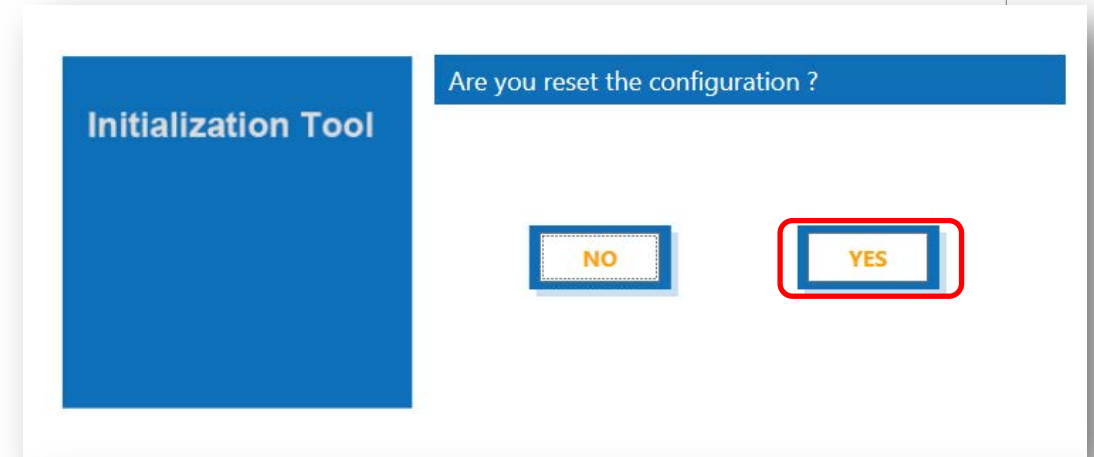 Initialization Tool
Are you reset the configuration ?
NO
YES